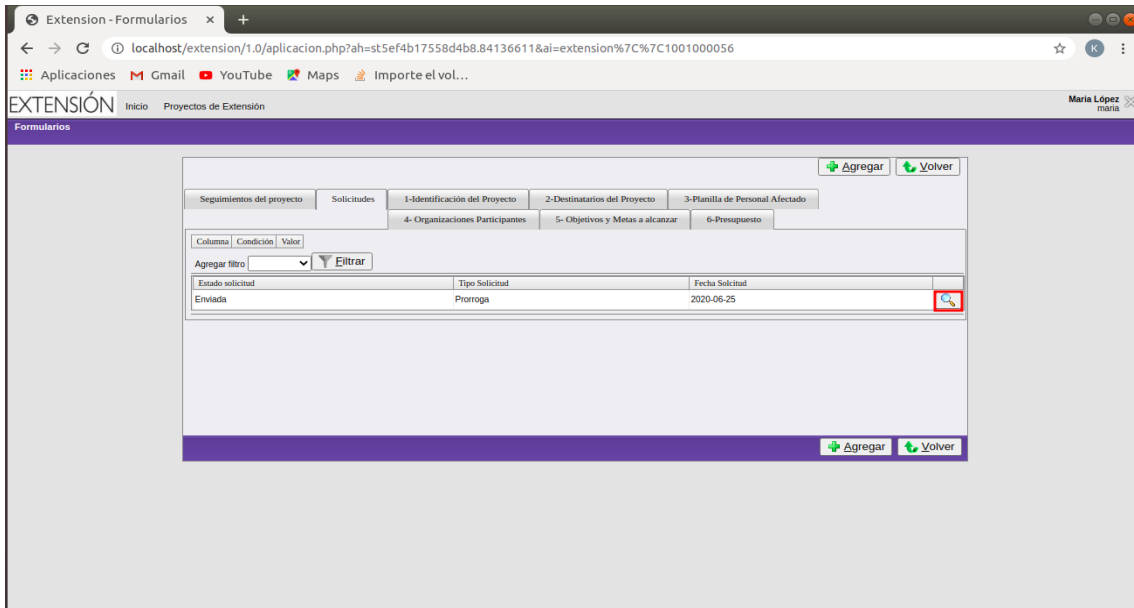 Extension - Formularios
localhost/extension/1.0/aplicacion.php?ah=st5ef4b17558d4b8.84136611&ai=extension%7C%7C1001000056
K
Aplicaciones Gmail YouTube Maps Importe el vol...
EXTENSIÓN Inicio Proyectos de Extensión María López
maria
Formularios
Agregar Volver
Seguimientos del proyecto Solicitudes 1-Identificación del Proyecto 2-Destinatarios del Proyecto 3-Planilla de Personal Afectado
4- Organizaciones Participantes 5- Objetivos y Metas a alcanzar 6-Presupuesto
Columna Condición Valor
Agregar filtro Filtrar
Estado solicitud Tipo Solicitud Fecha Solcitud
Enviada Prorroga 2020-06-25
Agregar Volver